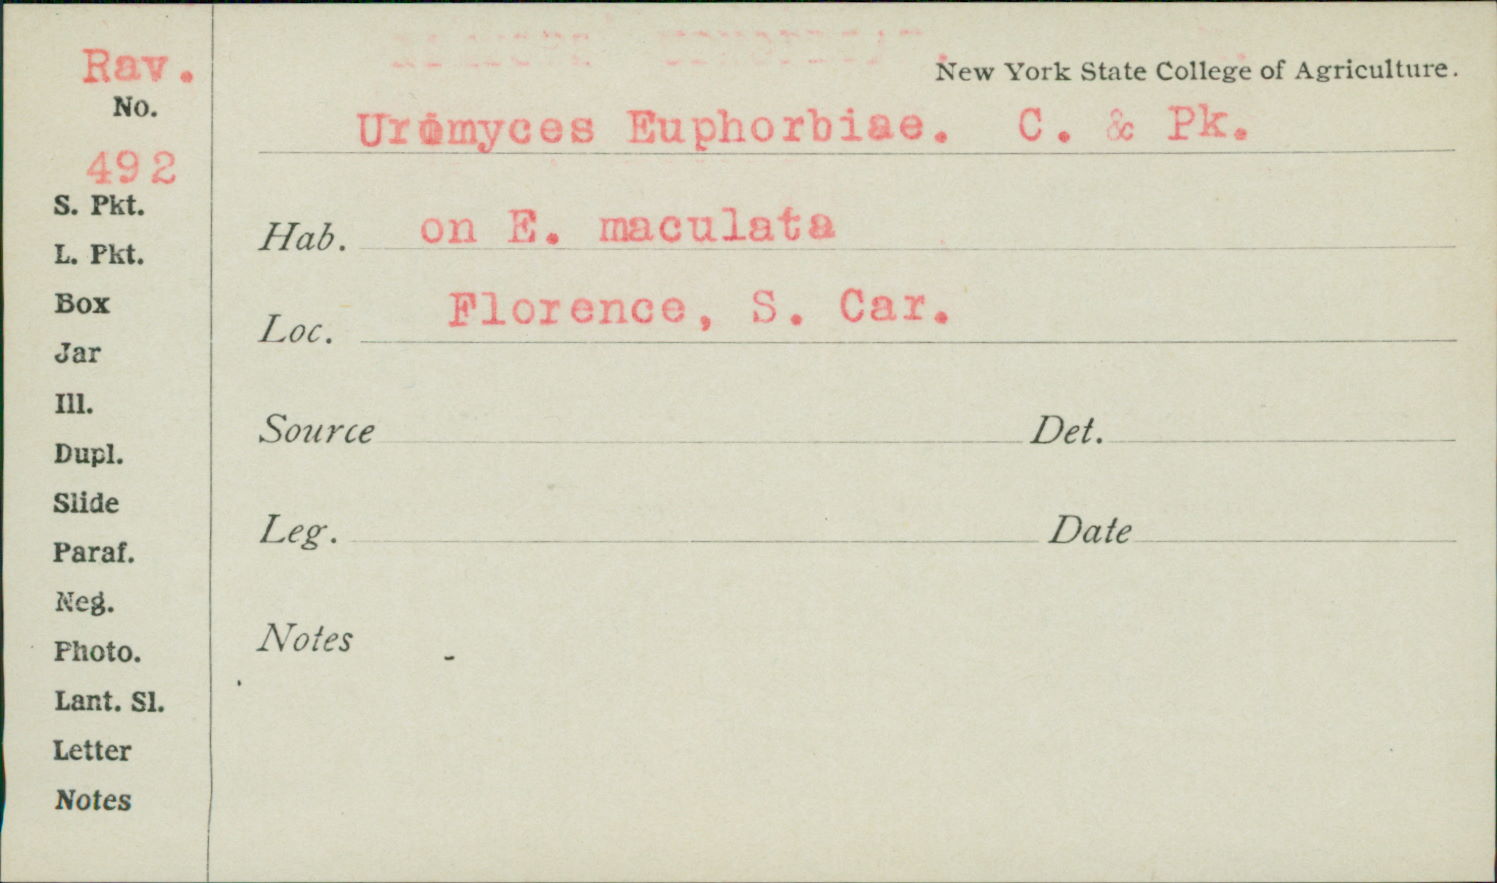 Rav.
No.
492
S. Pkt.
L. Pkt.
Box
Jar
Ill.
Dupl.
Slide
Paraf.
Neg.
Photo.
Lant. Sl.
Letter
Notes
New York State College of Agriculture.
Uromyces Euphorbiae. C. & Pk.
Hab. on E. maculata
Loc. Florence, S. Car.
Source Det.
Leg. Date
Notes -